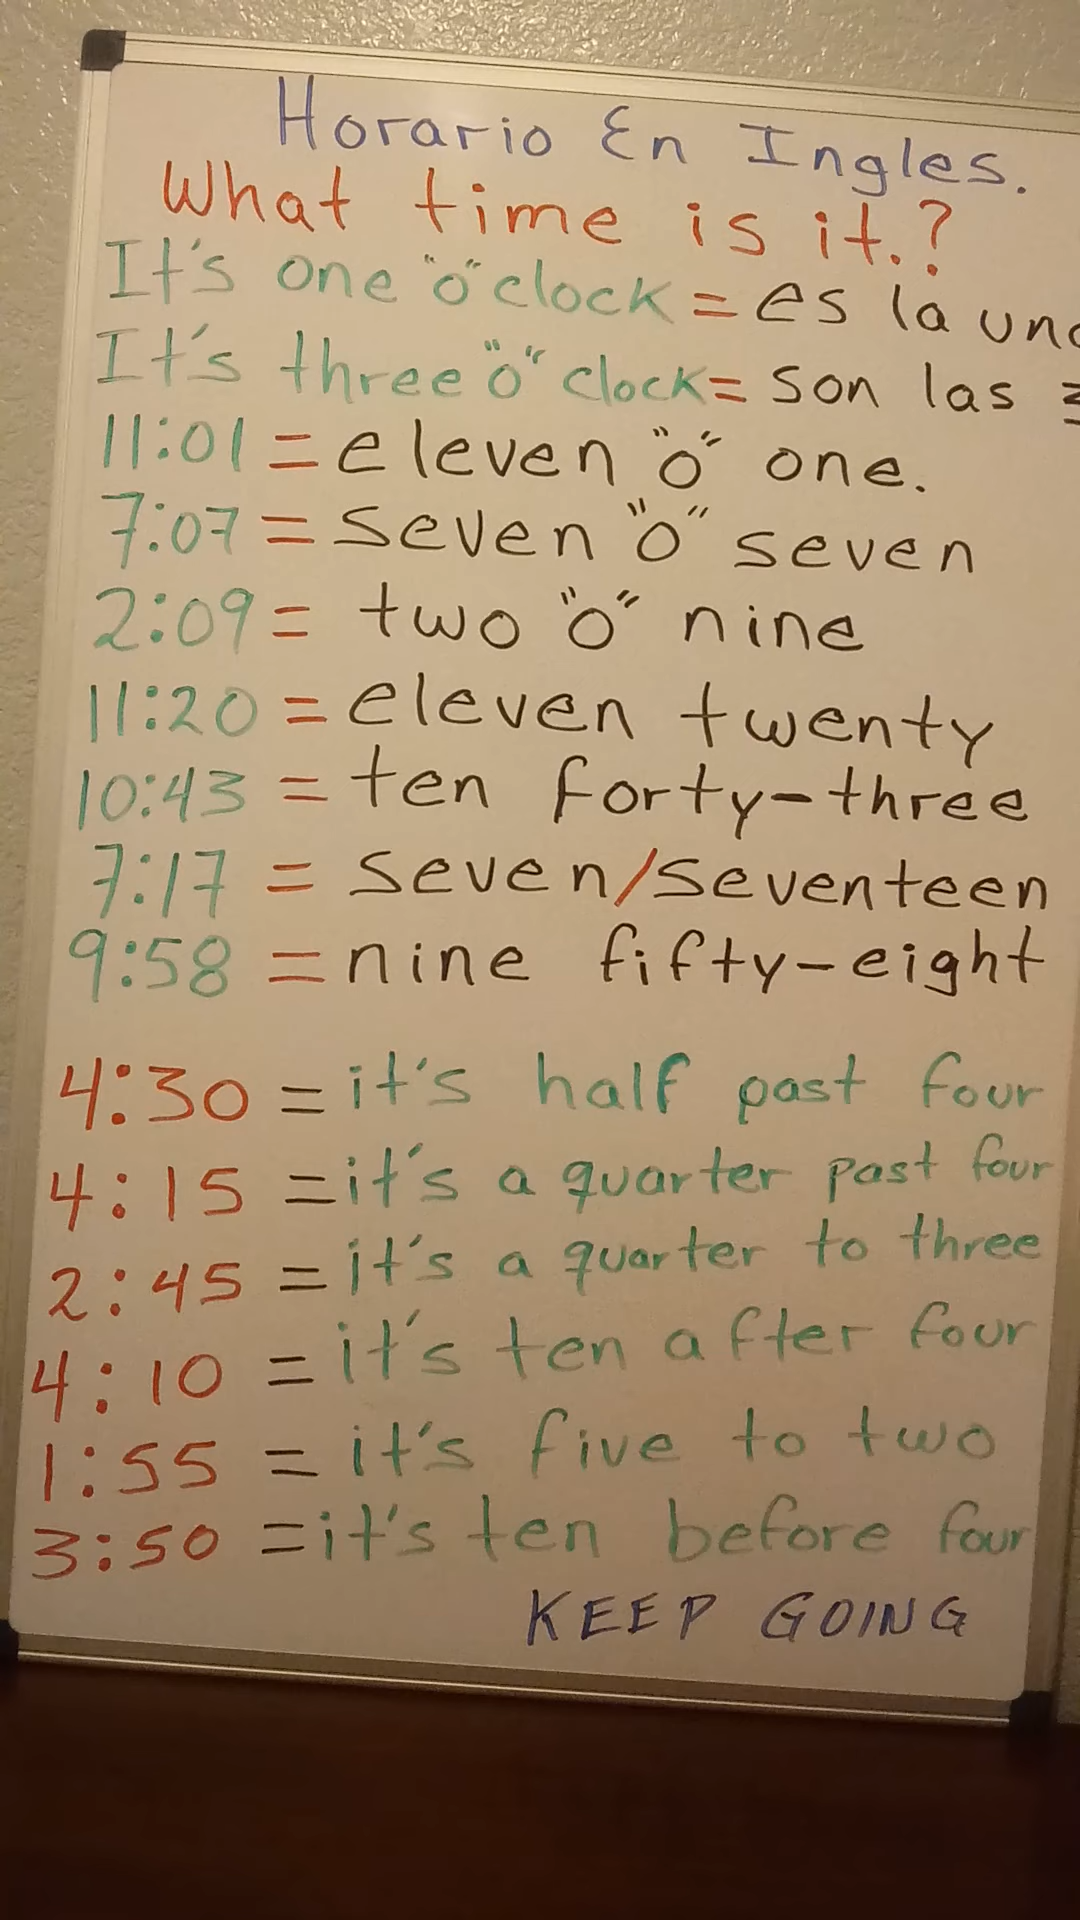 Horario En Ingles.
What time is it.?
It's one "o" clock = es la una
It's three "o" clock = son las 3
11:01 = eleven "o" one.
7:07 = seven "o" seven
2:09 = two "o" nine
11:20 = eleven twenty
10:43 = ten forty-three
7:17 = seven/seventeen
9:58 = nine fifty-eight
4:30 = it's half past four
4:15 = it's a quarter past four
2:45 = it's a quarter to three
4:10 = it's ten after four
1:55 = it's five to two
3:50 = it's ten before four
KEEP GOING